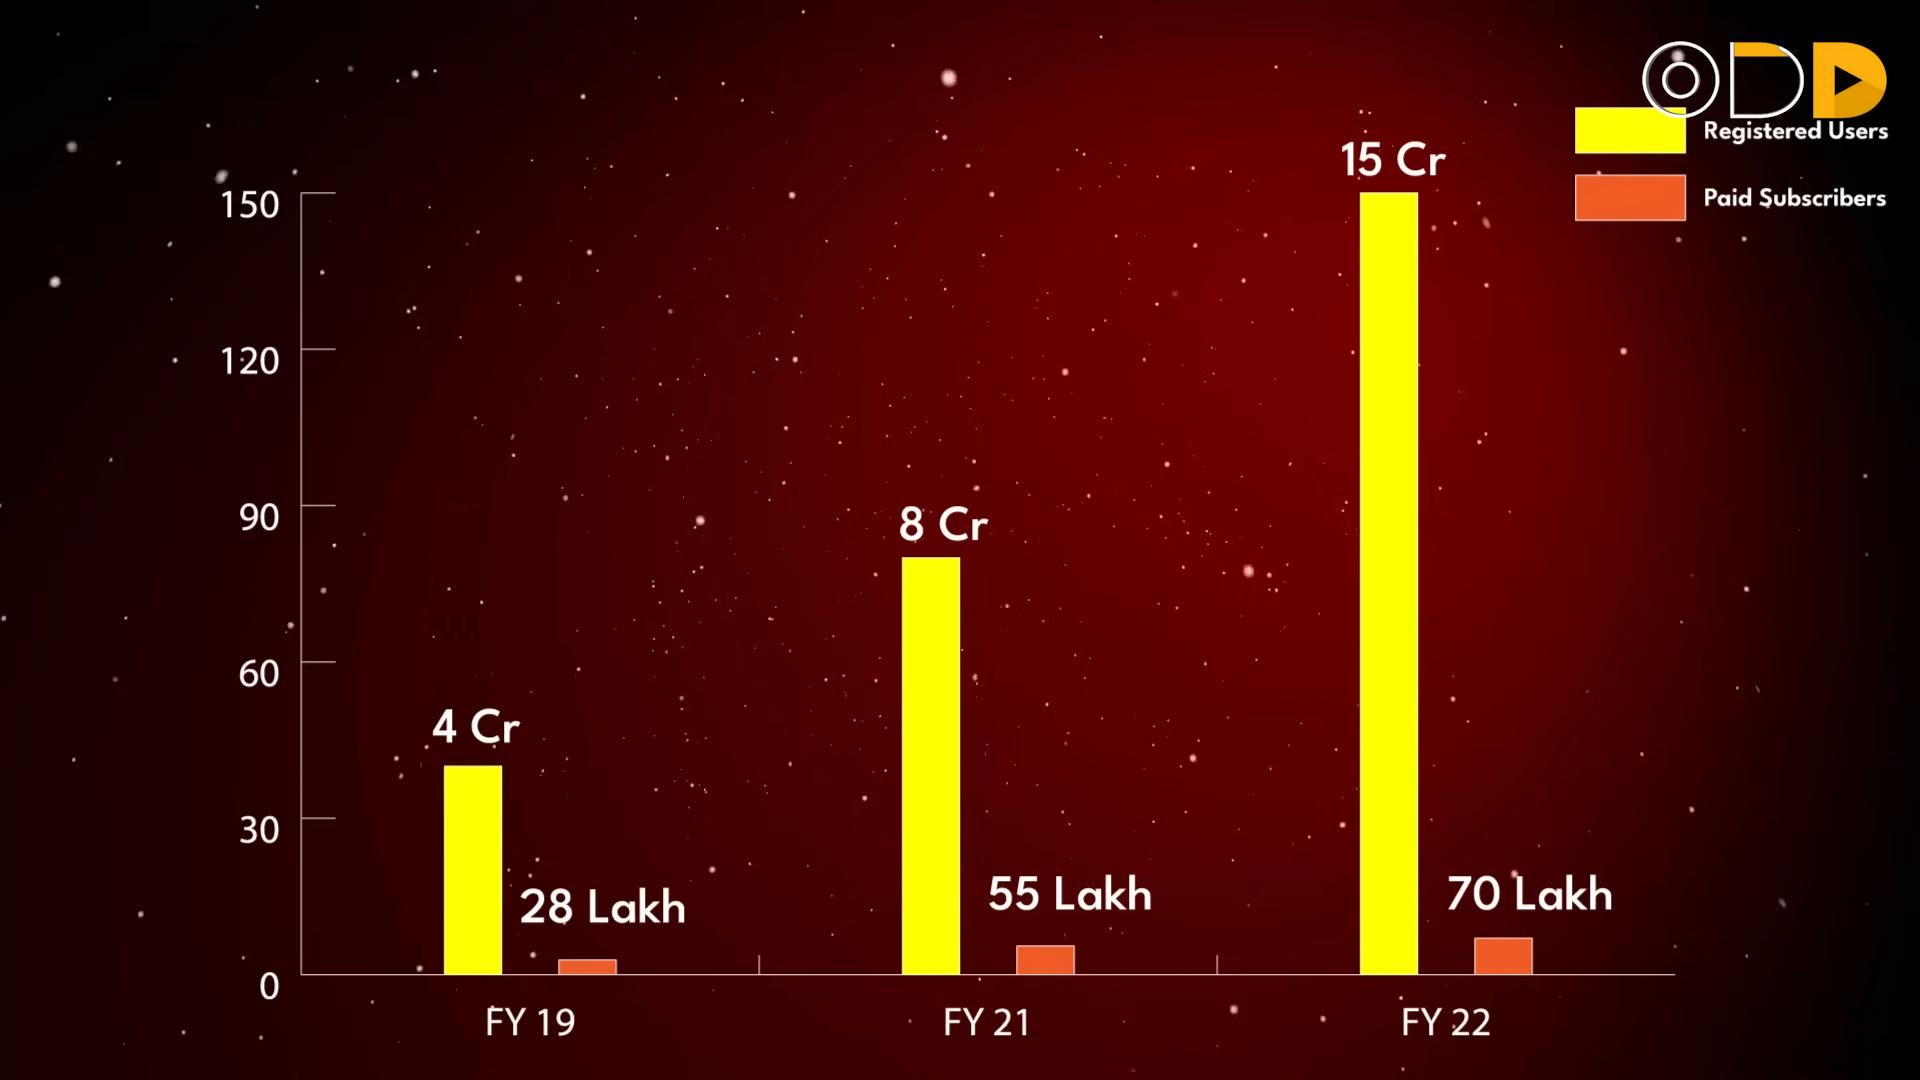 ODD
Registered Users
Paid Subscribers
150
120
90
60
30
0
4 Cr
28 Lakh
8 Cr
55 Lakh
15 Cr
70 Lakh
FY 19
FY 21
FY 22